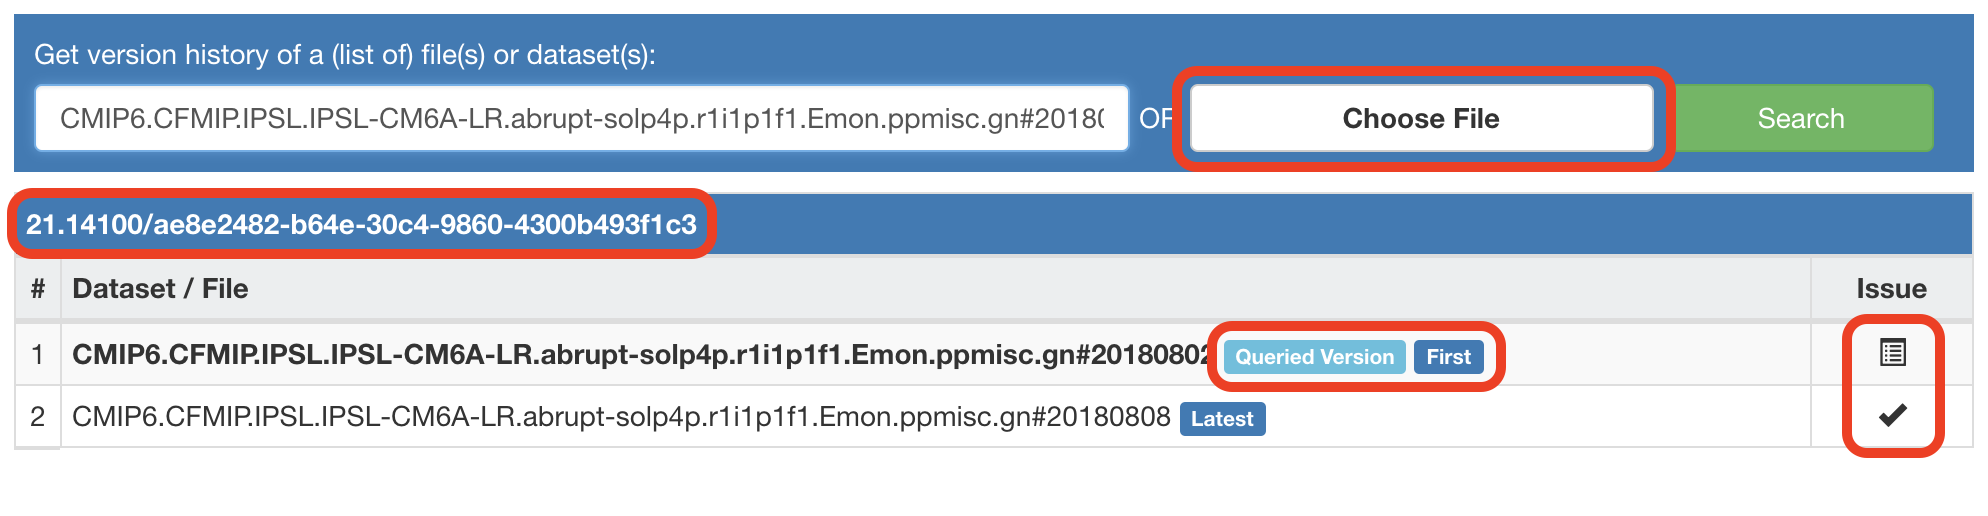 Get version history of a (list of) file(s) or dataset(s):
CMIP6.CFMIP.IPSL.IPSL-CM6A-LR.abrupt-solp4p.r1i1p1f1.Emon.ppmisc.gn#2018 OR Choose File Search
21.14100/ae8e2482-b64e-30c4-9860-4300b493f1c3
# Dataset / File Issue
1 CMIP6.CFMIP.IPSL.IPSL-CM6A-LR.abrupt-solp4p.r1i1p1f1.Emon.ppmisc.gn#20180802 Queried Version First
2 CMIP6.CFMIP.IPSL.IPSL-CM6A-LR.abrupt-solp4p.r1i1p1f1.Emon.ppmisc.gn#20180808 Latest